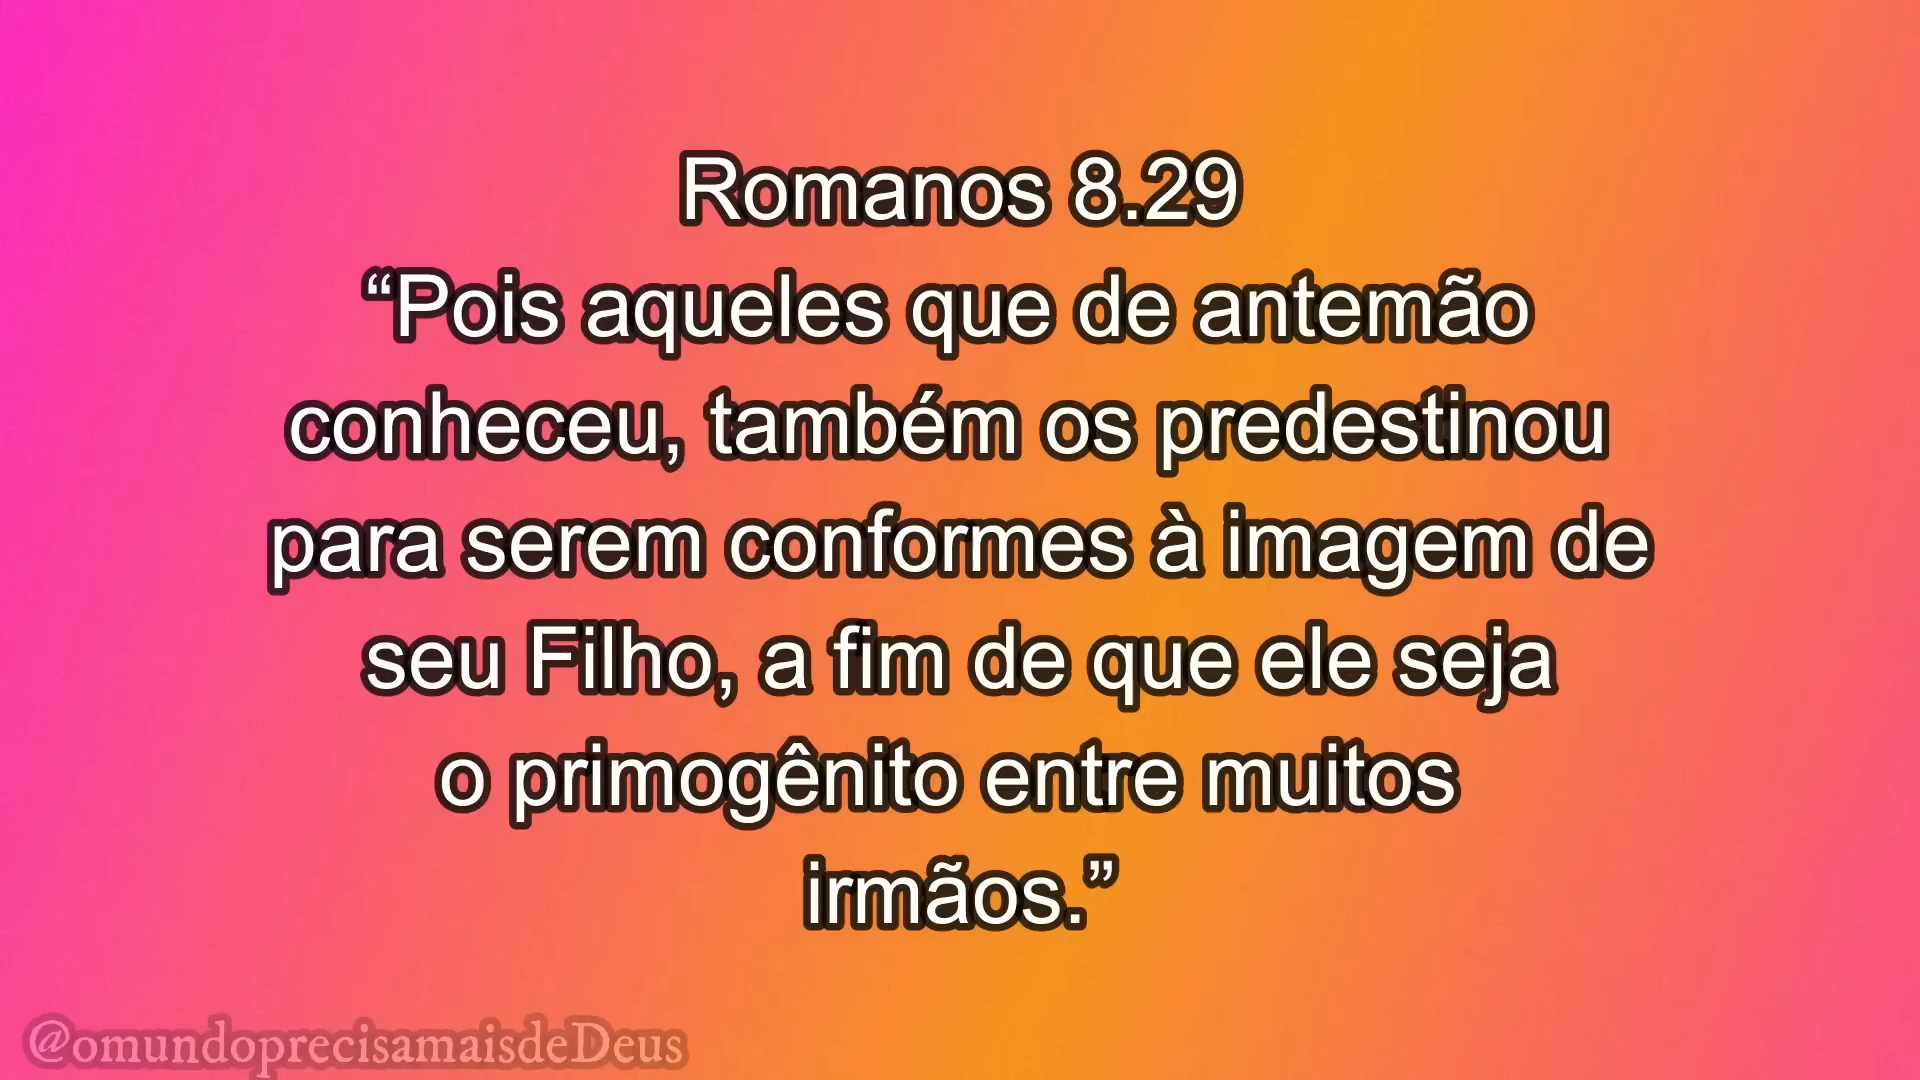 Romanos 8.29
“Pois aqueles que de antemão
conheceu, também os predestinou
para serem conformes à imagem de
seu Filho, a fim de que ele seja
o primogênito entre muitos
irmãos.”
@omundoprecisamaisdeDeus